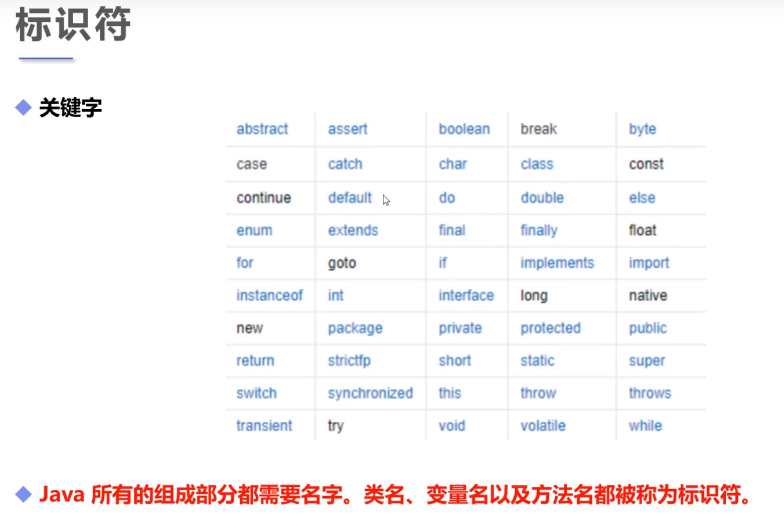 标识符
关键字
abstract assert boolean break byte
case catch char class const
continue default do double else
enum extends final finally float
for goto if implements import
instanceof int interface long native
new package private protected public
return strictfp short static super
switch synchronized this throw throws
transient try void volatile while
Java 所有的组成部分都需要名字。类名、变量名以及方法名都被称为标识符。